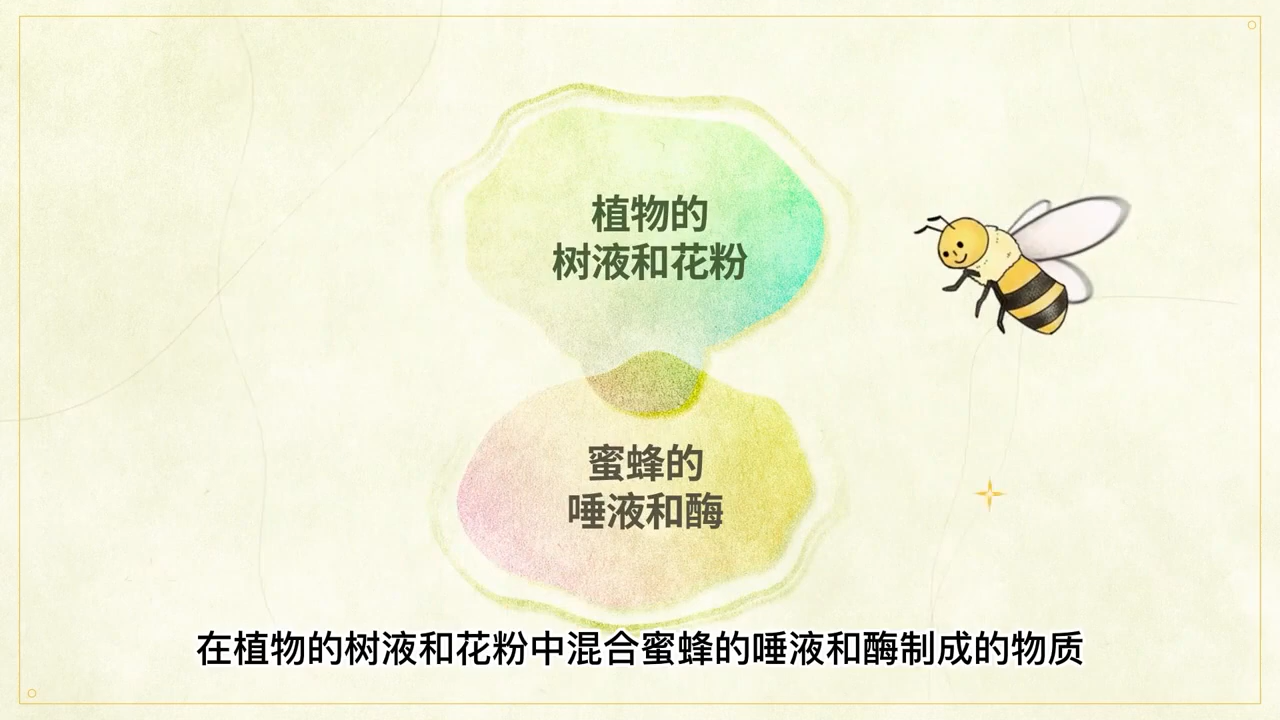 植物的
树液和花粉
蜜蜂的
唾液和酶
在植物的树液和花粉中混合蜜蜂的唾液和酶制成的物质